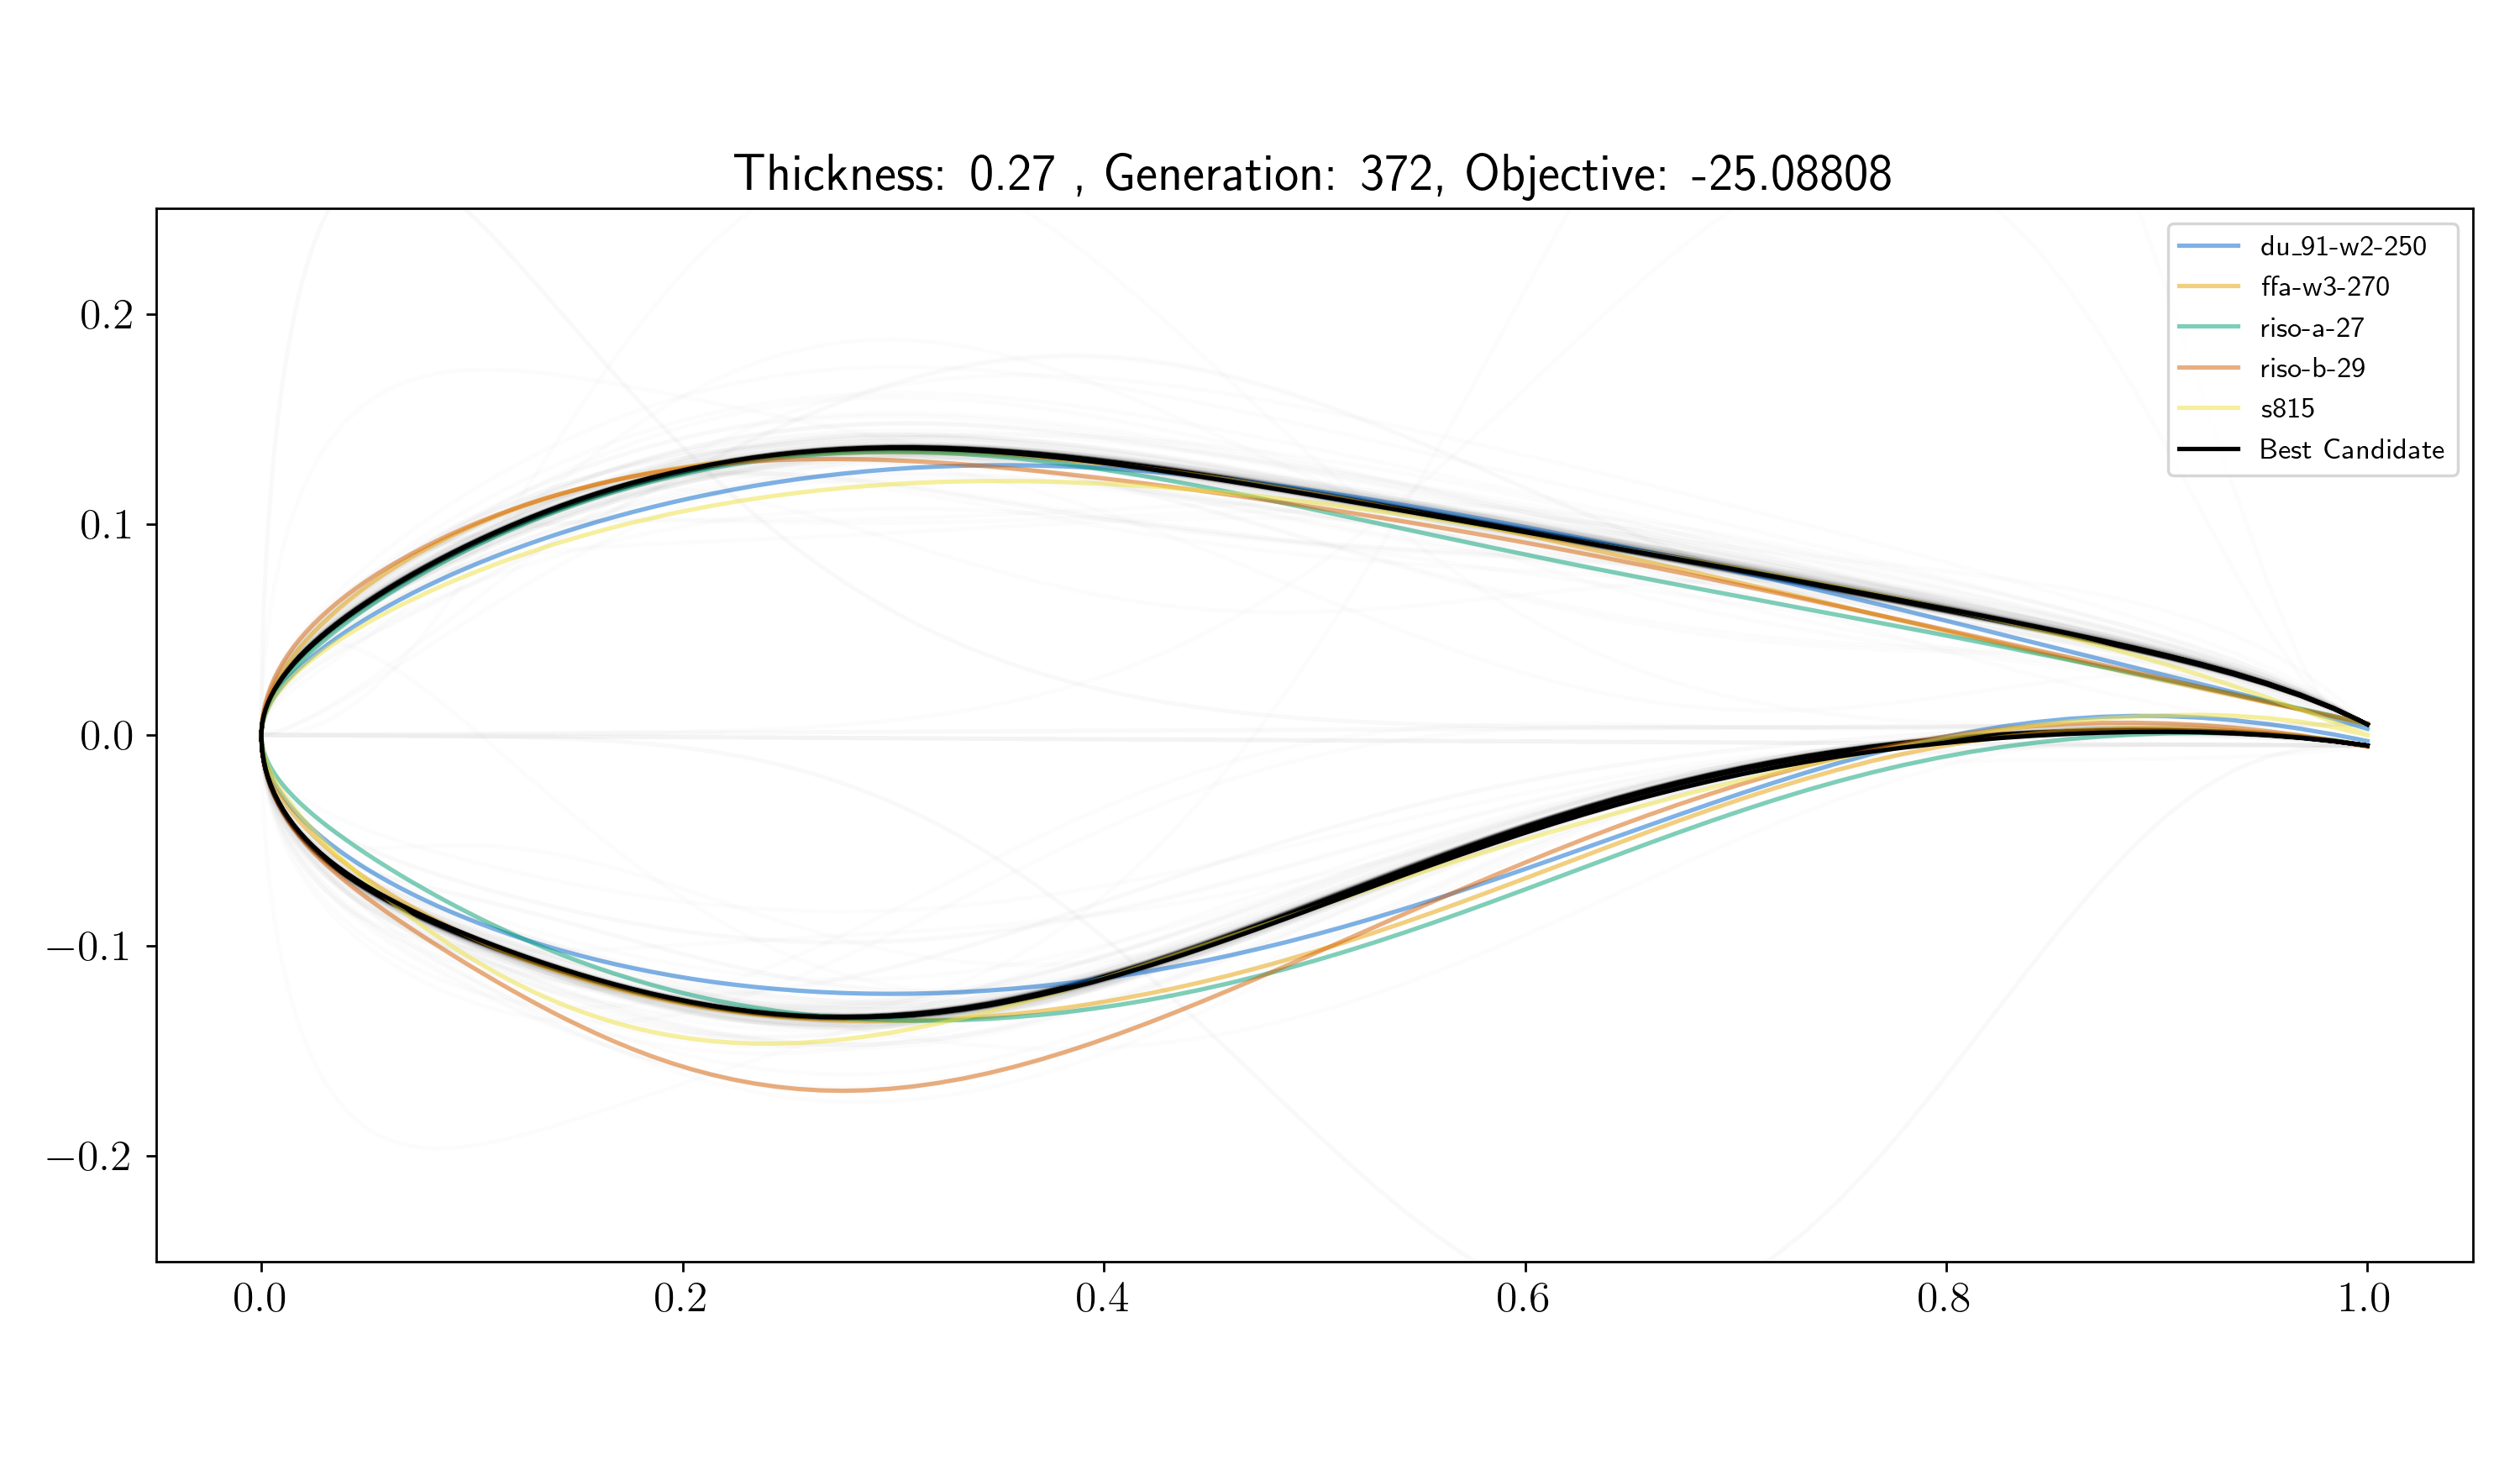 Thickness: 0.27 , Generation: 372, Objective: -25.08808
du_91-w2-250
ffa-w3-270
riso-a-27
riso-b-29
s815
Best Candidate
0.2
0.1
0.0
−0.1
−0.2
0.0 0.2 0.4 0.6 0.8 1.0